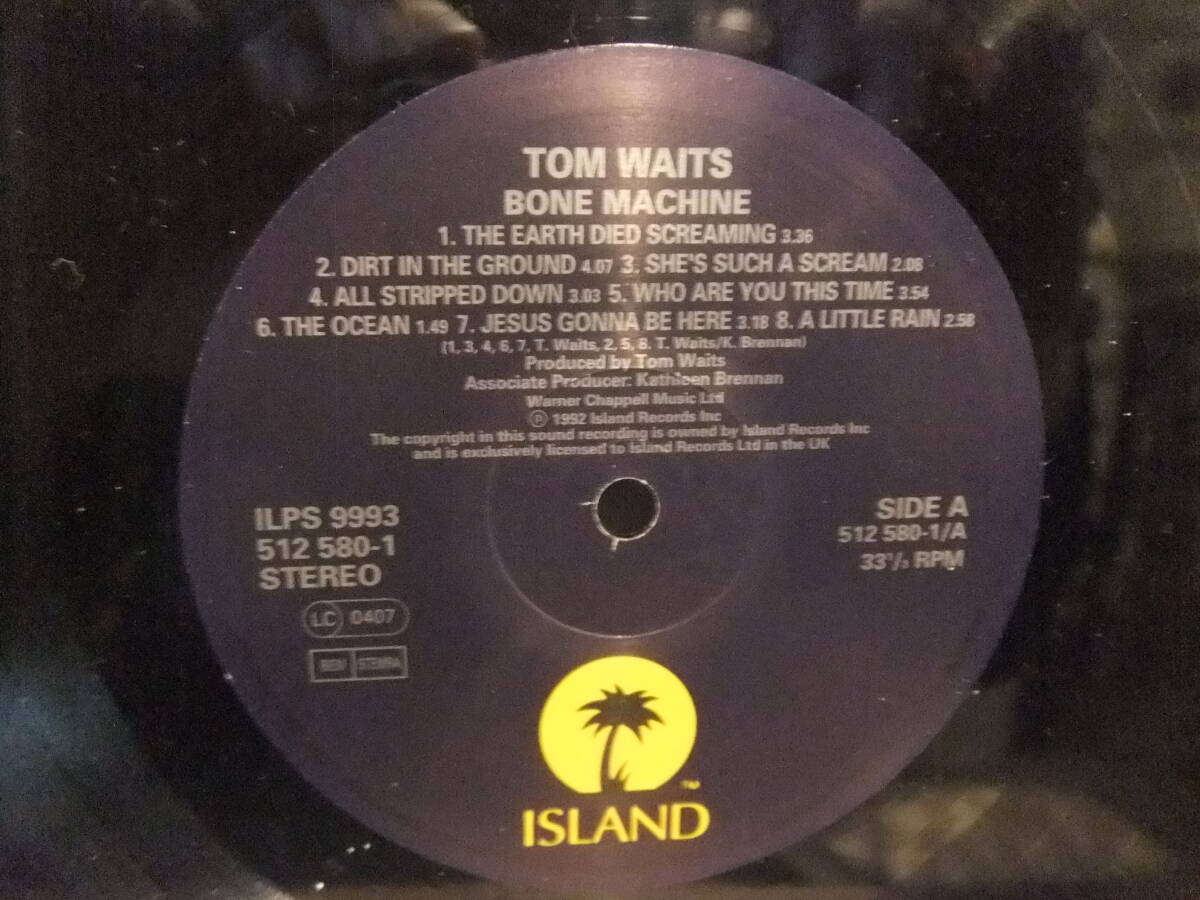 TOM WAITS
BONE MACHINE
1. THE EARTH DIED SCREAMING 3.36
2. DIRT IN THE GROUND 4.07 3. SHE'S SUCH A SCREAM 2.08
4. ALL STRIPPED DOWN 3.03 5. WHO ARE YOU THIS TIME 3.54
6. THE OCEAN 1.49 7. JESUS GONNA BE HERE 3.18 8. A LITTLE RAIN 2.58
(1, 3, 4, 6, 7, T. Waits, 2, 5, 8. T. Waits/K. Brennan)
Produced by Tom Waits
Associate Producer: Kathleen Brennan
Warner Chappell Music Ltd
Ⓟ 1992 Island Records Inc
The copyright in this sound recording is owned by Island Records Inc
and is exclusively licensed to Island Records Ltd in the UK
ILPS 9993
512 580-1
STEREO
LC 0407
BIEM STEMRA
SIDE A
512 580-1/A
33⅓ RPM
ISLAND™